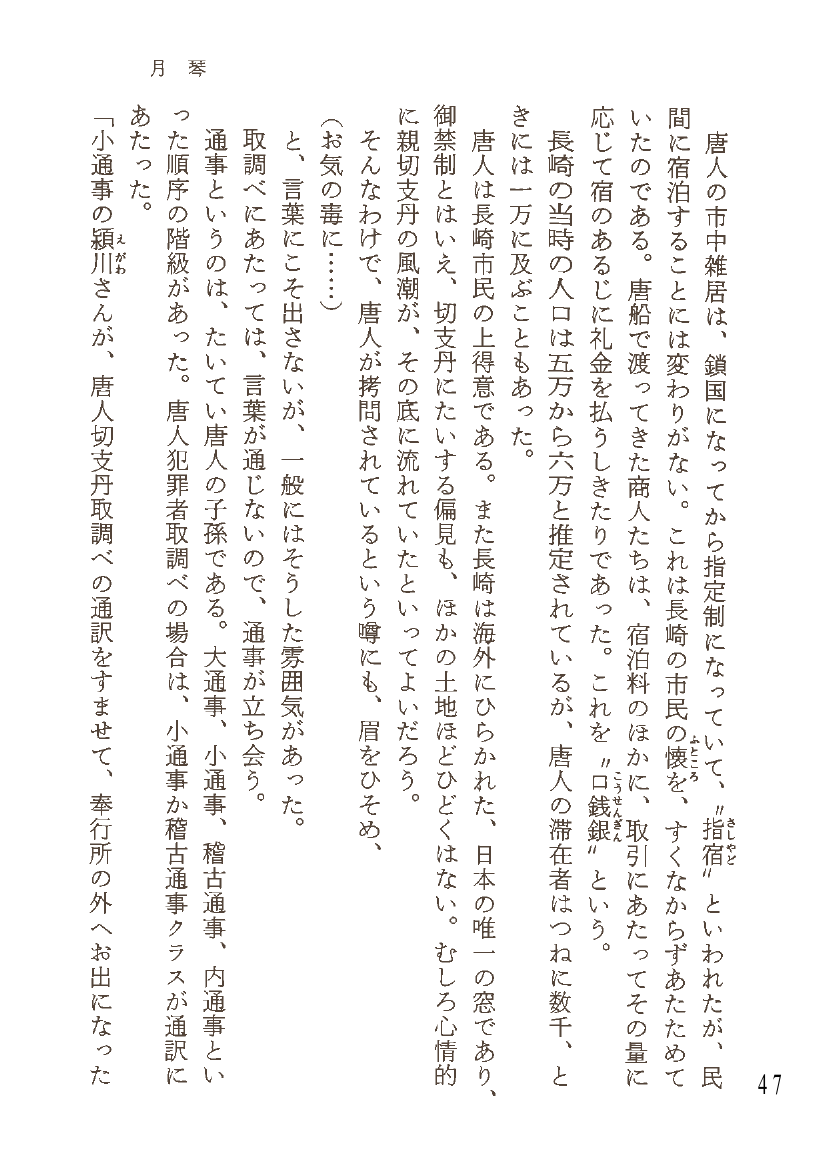 月琴
唐人の市中雑居は、鎖国になってから指定制になっていて、〝指宿〟といわれたが、民
間に宿泊することには変わりがない。これは長崎の市民の懐を、すくなからずあたためて
いたのである。唐船で渡ってきた商人たちは、宿泊料のほかに、取引にあたってその量に
応じて宿のあるじに礼金を払うしきたりであった。これを〝口銭銀〟という。
長崎の当時の人口は五万から六万と推定されているが、唐人の滞在者はつねに数千、と
きには一万に及ぶこともあった。
唐人は長崎市民の上得意である。また長崎は海外にひらかれた、日本の唯一の窓であり、
御禁制とはいえ、切支丹にたいする偏見も、ほかの土地ほどひどくはない。むしろ心情的
に親切支丹の風潮が、その底に流れていたといってよいだろう。
そんなわけで、唐人が拷問されているという噂にも、眉をひそめ、
(お気の毒に……)
と、言葉にこそ出さないが、一般にはそうした雰囲気があった。
取調べにあたっては、言葉が通じないので、通事が立ち会う。
通事というのは、たいてい唐人の子孫である。大通事、小通事、稽古通事、内通事とい
った順序の階級があった。唐人犯罪者取調べの場合は、小通事か稽古通事クラスが通訳に
あたった。
「小通事の穎川さんが、唐人切支丹取調べの通訳をすませて、奉行所の外へお出になった
さしやど
ふところ
こうせんぎん
えがわ
47